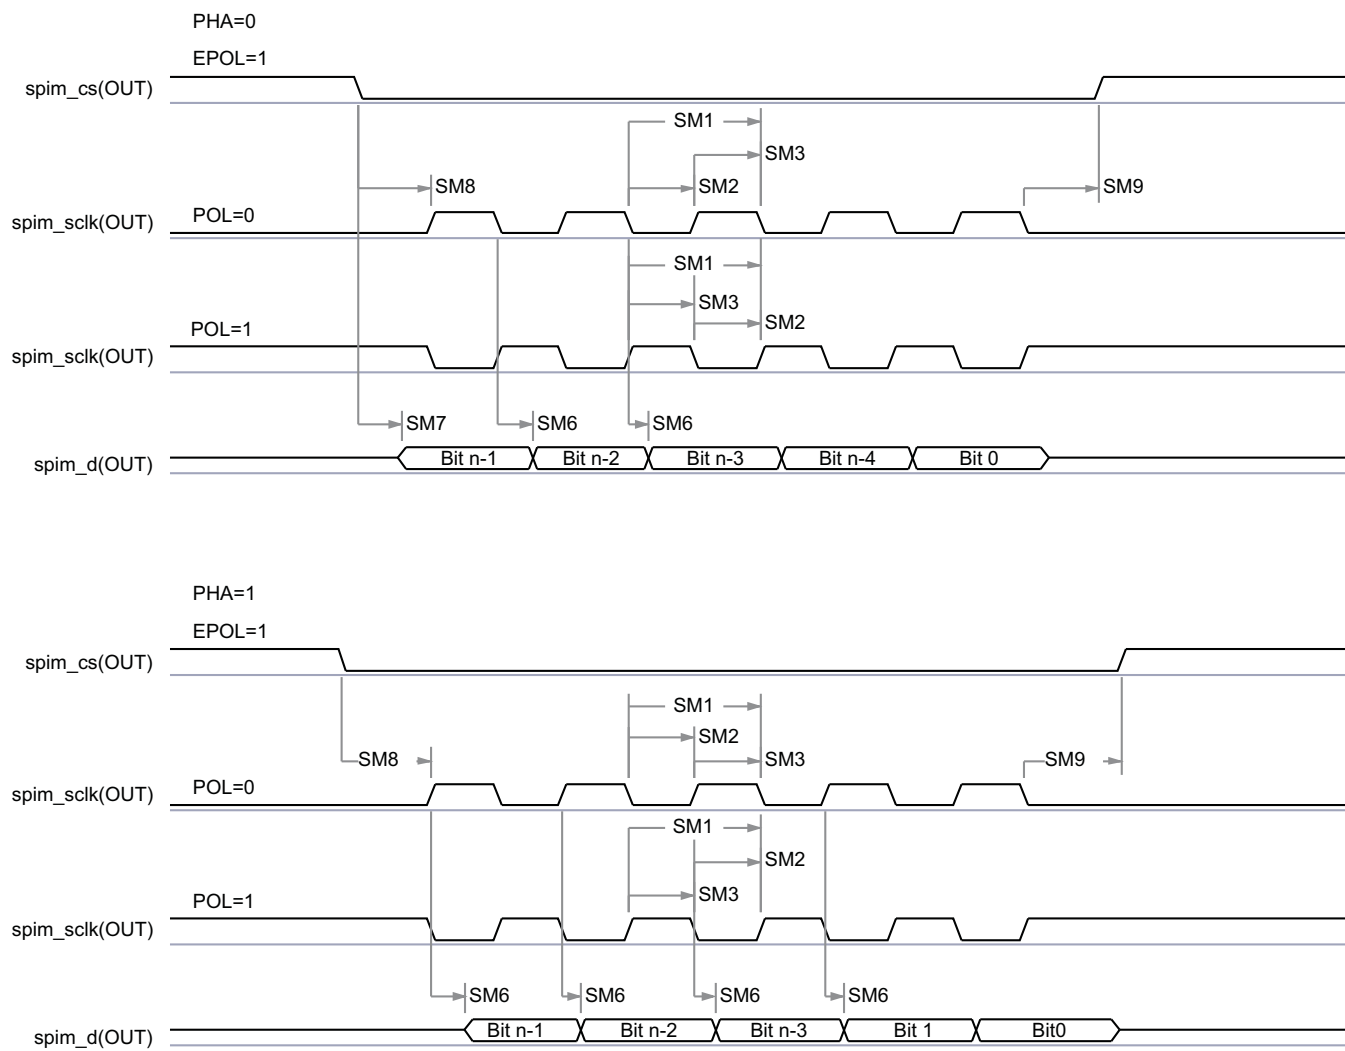 PHA=0
EPOL=1
spim_cs(OUT)
SM1
SM3
SM8
SM2
SM9
POL=0
spim_sclk(OUT)
SM1
SM3
SM2
POL=1
spim_sclk(OUT)
SM7
SM6
SM6
spim_d(OUT)
Bit n-1
Bit n-2
Bit n-3
Bit n-4
Bit 0
PHA=1
EPOL=1
spim_cs(OUT)
SM1
SM2
SM8
SM3
SM9
POL=0
spim_sclk(OUT)
SM1
SM2
SM3
POL=1
spim_sclk(OUT)
SM6
SM6
SM6
SM6
spim_d(OUT)
Bit n-1
Bit n-2
Bit n-3
Bit 1
Bit0